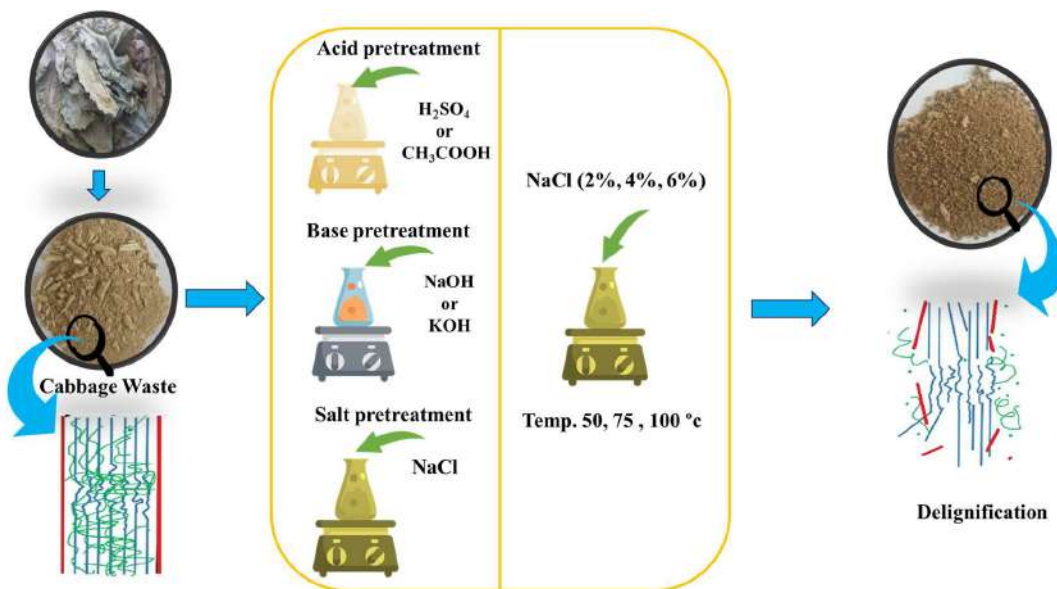 Cabbage Waste
Acid pretreatment
H₂SO₄
or
CH₃COOH
Base pretreatment
NaOH
or
KOH
Salt pretreatment
NaCl
NaCl (2%, 4%, 6%)
Temp. 50, 75 , 100 °c
Delignification